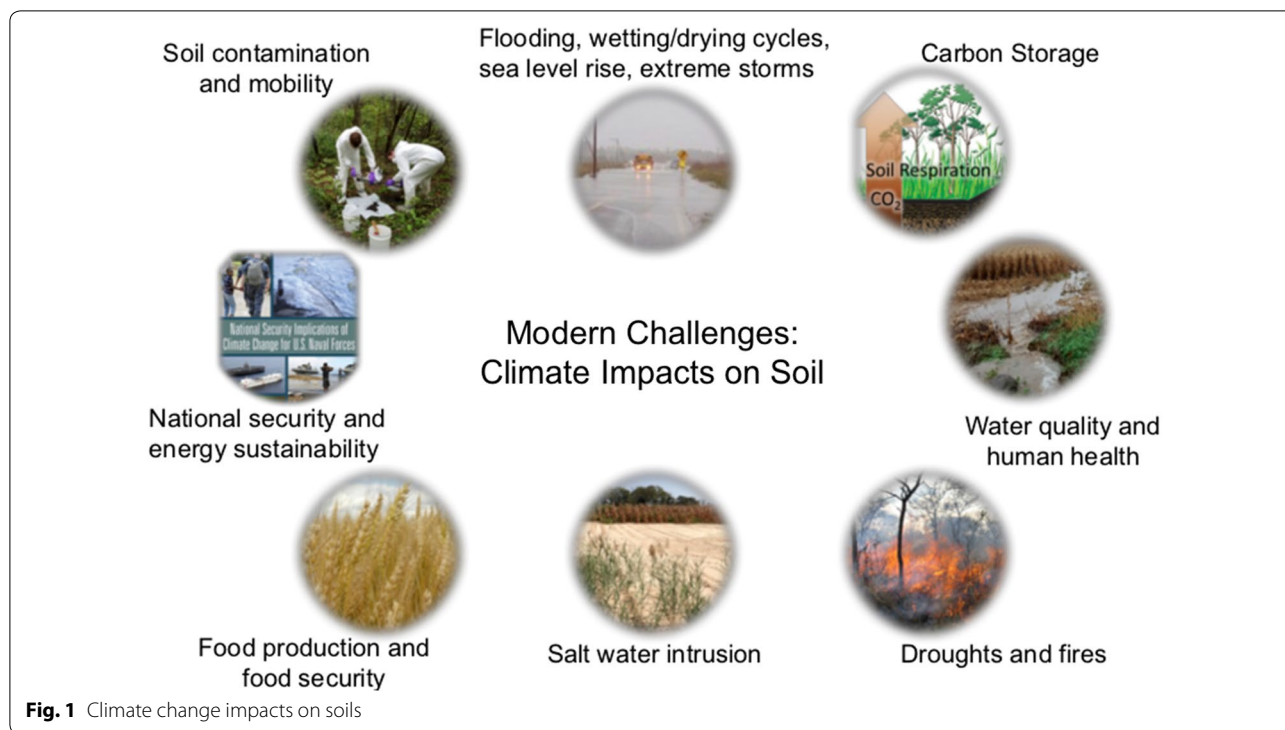 Soil contamination
and mobility
Flooding, wetting/drying cycles,
sea level rise, extreme storms
Carbon Storage
Soil Respiration
CO₂
National Security Implications of
Climate Change for U.S. Naval Forces
Modern Challenges:
Climate Impacts on Soil
National security and
energy sustainability
Water quality and
human health
Food production and
food security
Salt water intrusion
Droughts and fires
Fig. 1 Climate change impacts on soils